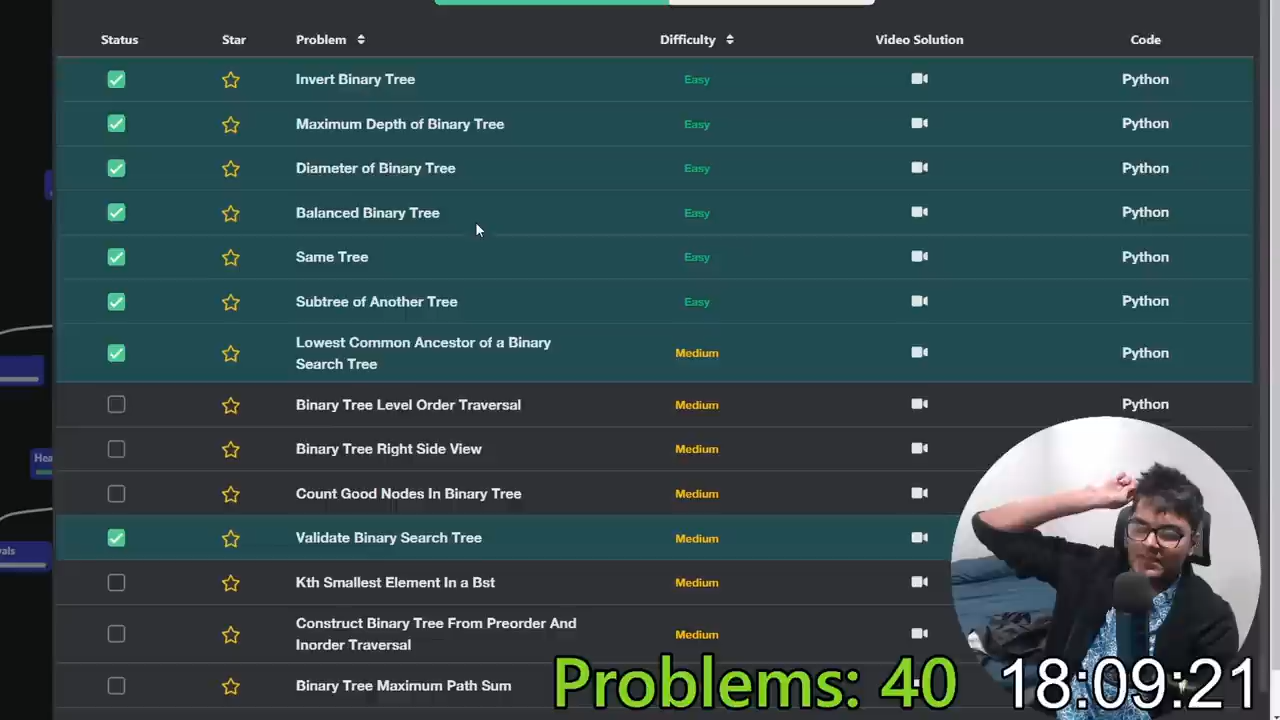 Status Star Problem Difficulty Video Solution Code
Invert Binary Tree Easy Python
Maximum Depth of Binary Tree Easy Python
Diameter of Binary Tree Easy Python
Balanced Binary Tree Easy Python
Same Tree Easy Python
Subtree of Another Tree Easy Python
Lowest Common Ancestor of a Binary
Search Tree Medium Python
Binary Tree Level Order Traversal Medium Python
Binary Tree Right Side View Medium
Hea
Count Good Nodes In Binary Tree Medium
Validate Binary Search Tree Medium
vals
Kth Smallest Element In a Bst Medium
Construct Binary Tree From Preorder And
Inorder Traversal Medium
Binary Tree Maximum Path Sum
Problems: 40 18:09:21